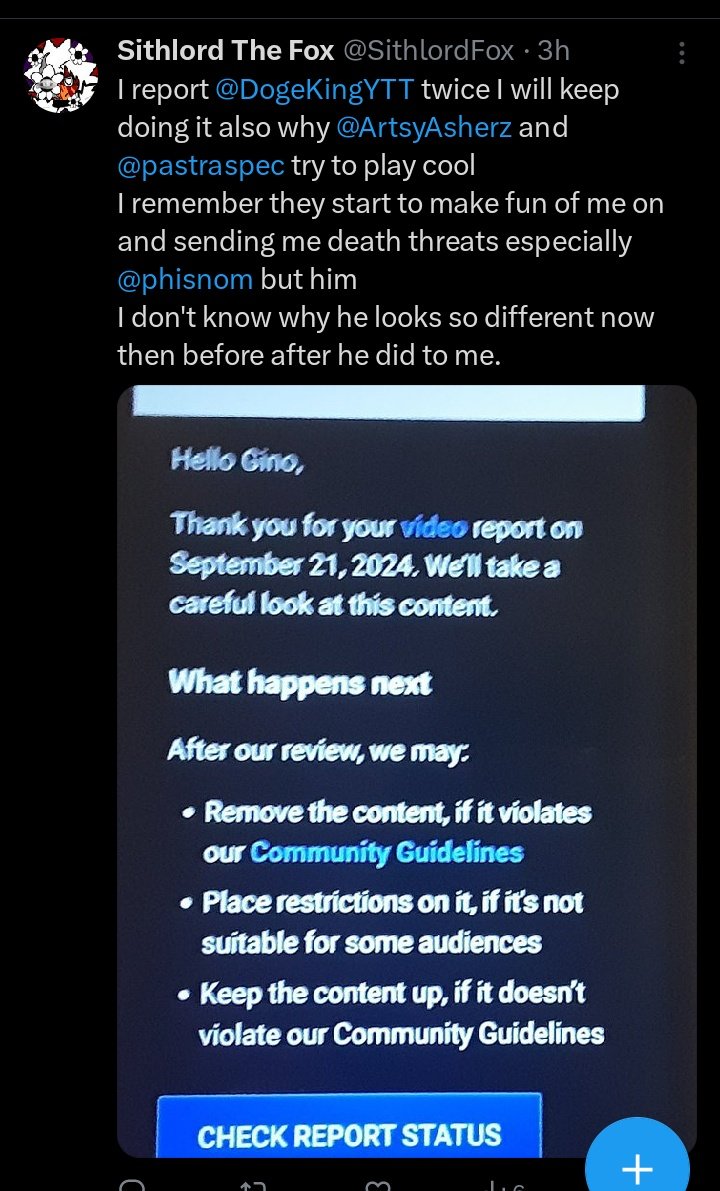 Sithlord The Fox @SithlordFox · 3h
I report @DogeKingYTT twice I will keep
doing it also why @ArtsyAsherz and
@pastraspec try to play cool
I remember they start to make fun of me on
and sending me death threats especially
@phisnom but him
I don't know why he looks so different now
then before after he did to me.
Hello Gino,
Thank you for your video report on
September 21, 2024. We'll take a
careful look at this content.
What happens next
After our review, we may:
• Remove the content, if it violates
our Community Guidelines
• Place restrictions on it, if it's not
suitable for some audiences
• Keep the content up, if it doesn't
violate our Community Guidelines
CHECK REPORT STATUS